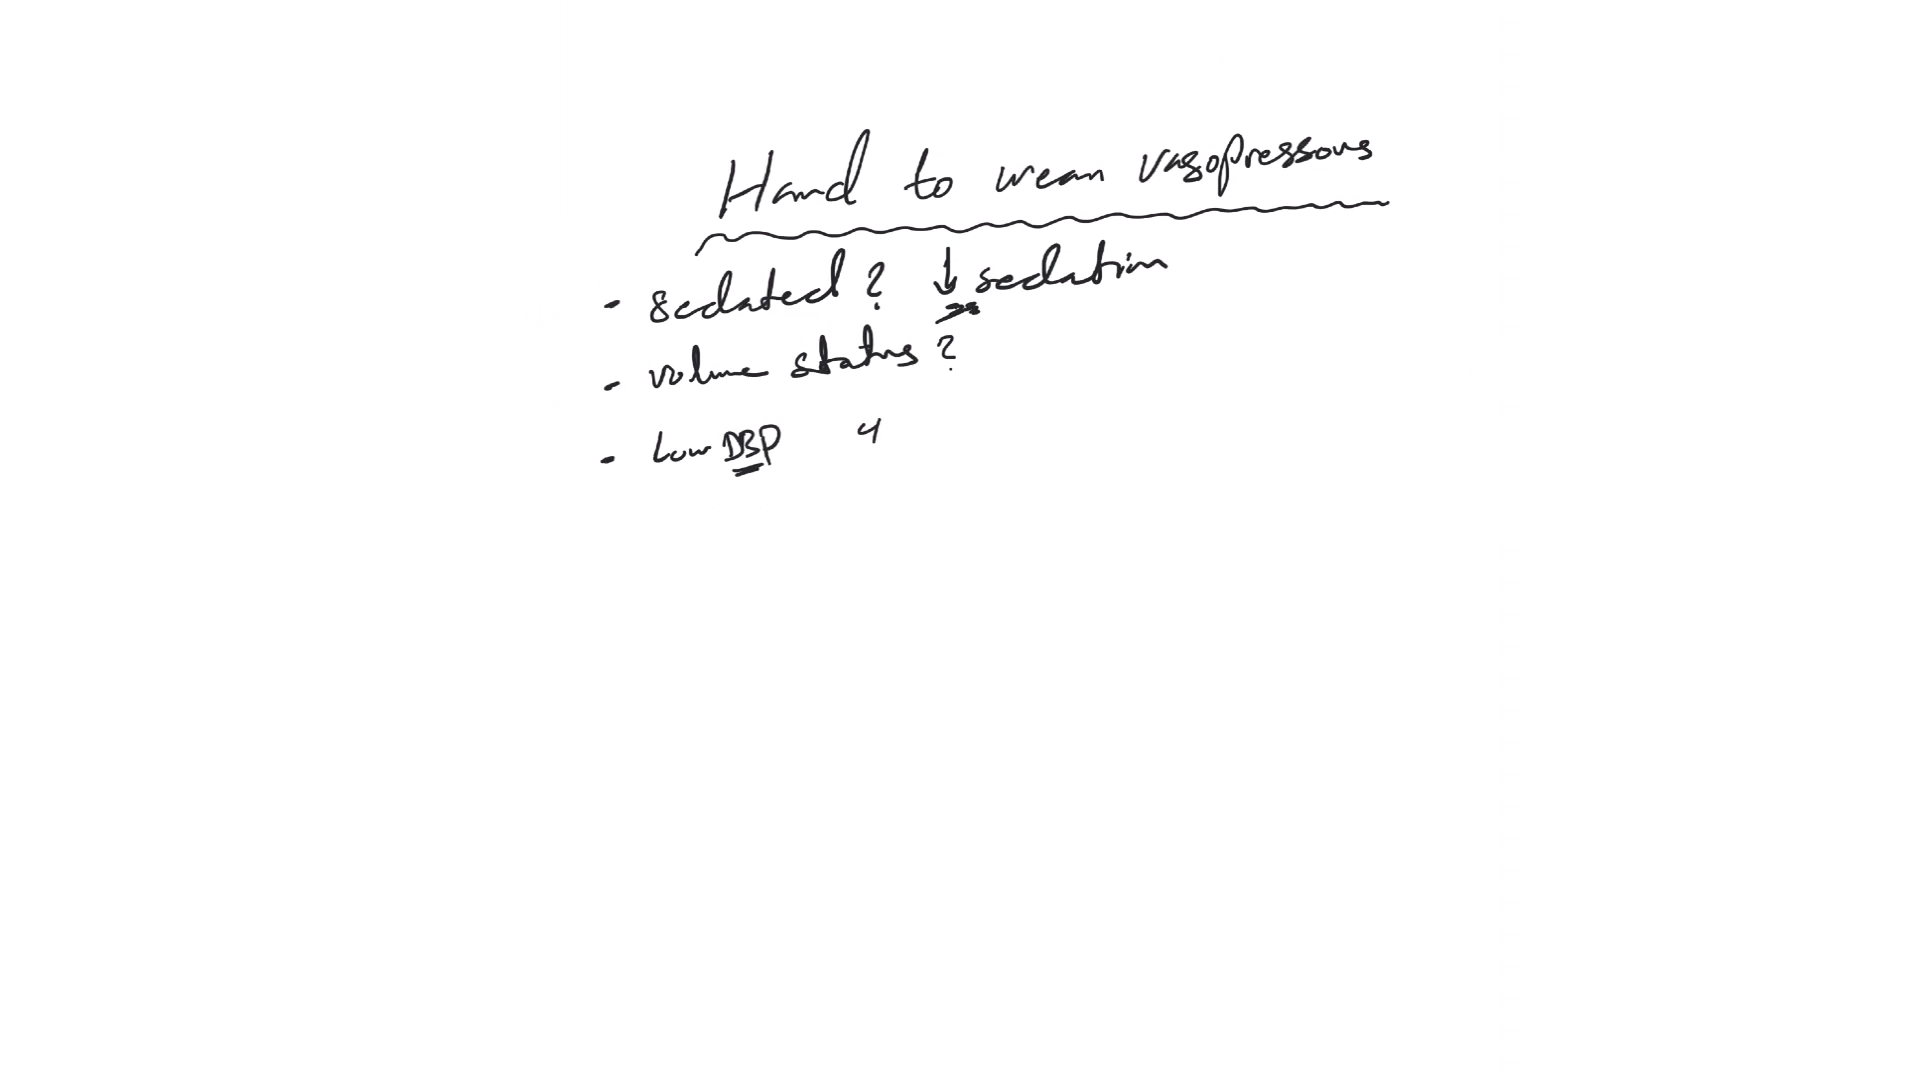 Hard to wean vasopressors
- sedated? ↓ sedation
- volume status?
- Low DBP 4